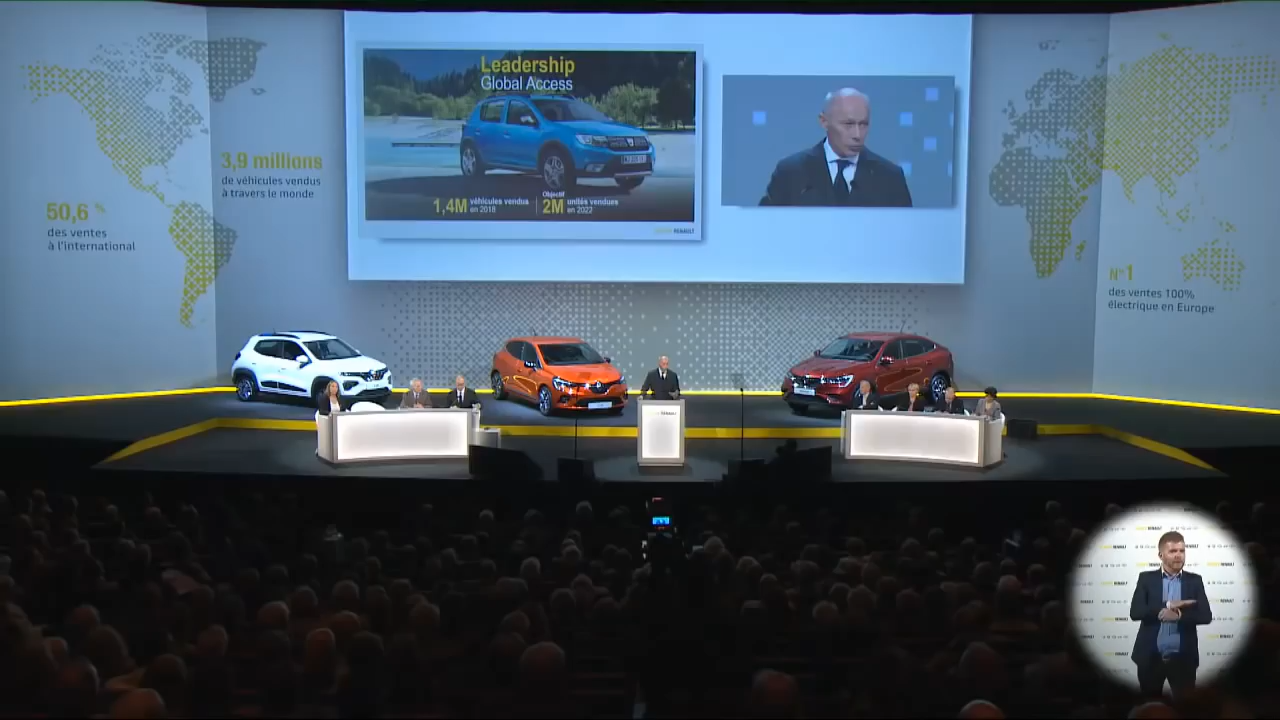 Leadership
Global Access
1,4M véhicules vendus en 2018
Objectif
2M unités vendues en 2022
RENAULT
3,9 millions
de véhicules vendus
à travers le monde
50,6 %
des ventes
à l'international
N°1
des ventes 100%
électrique en Europe
RENAULT